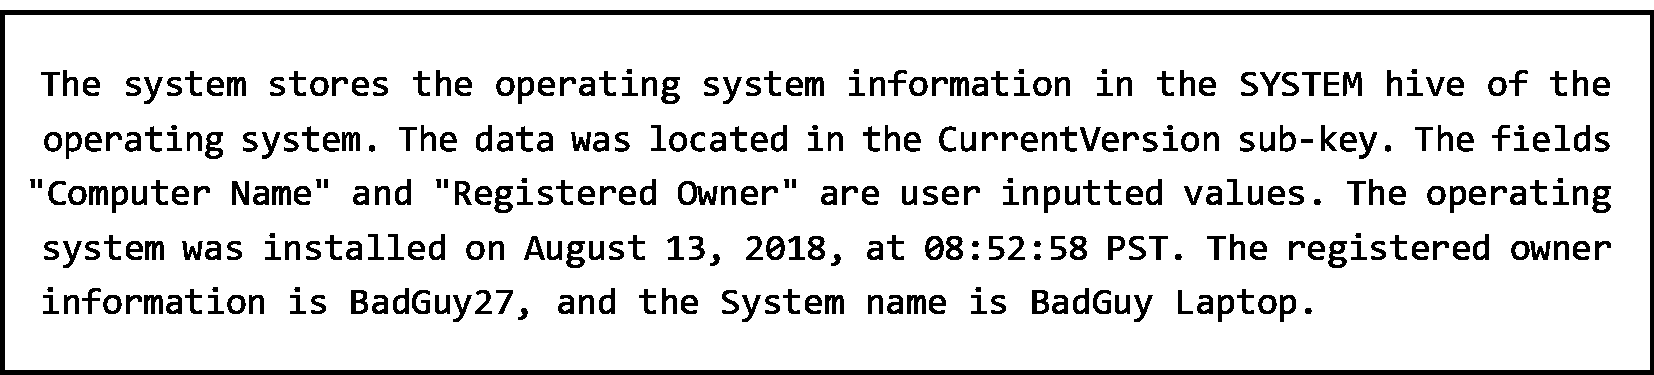 The system stores the operating system information in the SYSTEM hive of the
operating system. The data was located in the CurrentVersion sub-key. The fields
"Computer Name" and "Registered Owner" are user inputted values. The operating
system was installed on August 13, 2018, at 08:52:58 PST. The registered owner
information is BadGuy27, and the System name is BadGuy Laptop.